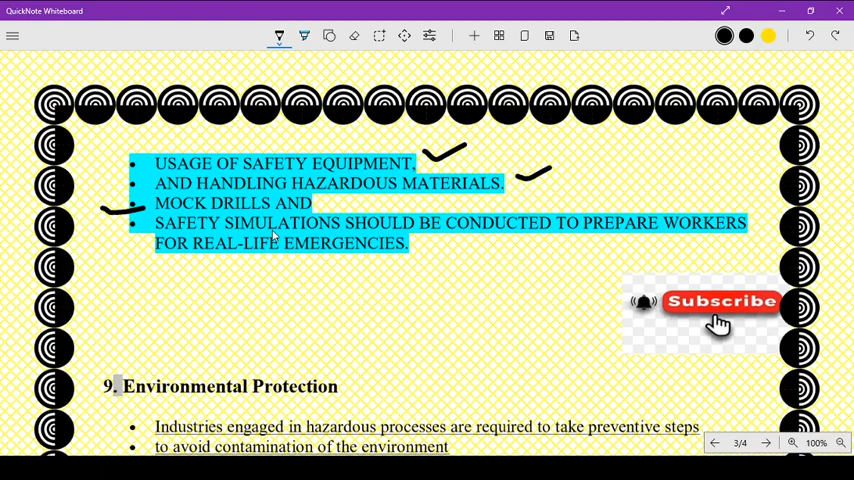 QuickNote Whiteboard
USAGE OF SAFETY EQUIPMENT,
AND HANDLING HAZARDOUS MATERIALS.
MOCK DRILLS AND
SAFETY SIMULATIONS SHOULD BE CONDUCTED TO PREPARE WORKERS
FOR REAL-LIFE EMERGENCIES.
Subscribe
9. Environmental Protection
Industries engaged in hazardous processes are required to take preventive steps
to avoid contamination of the environment
3/4
100%